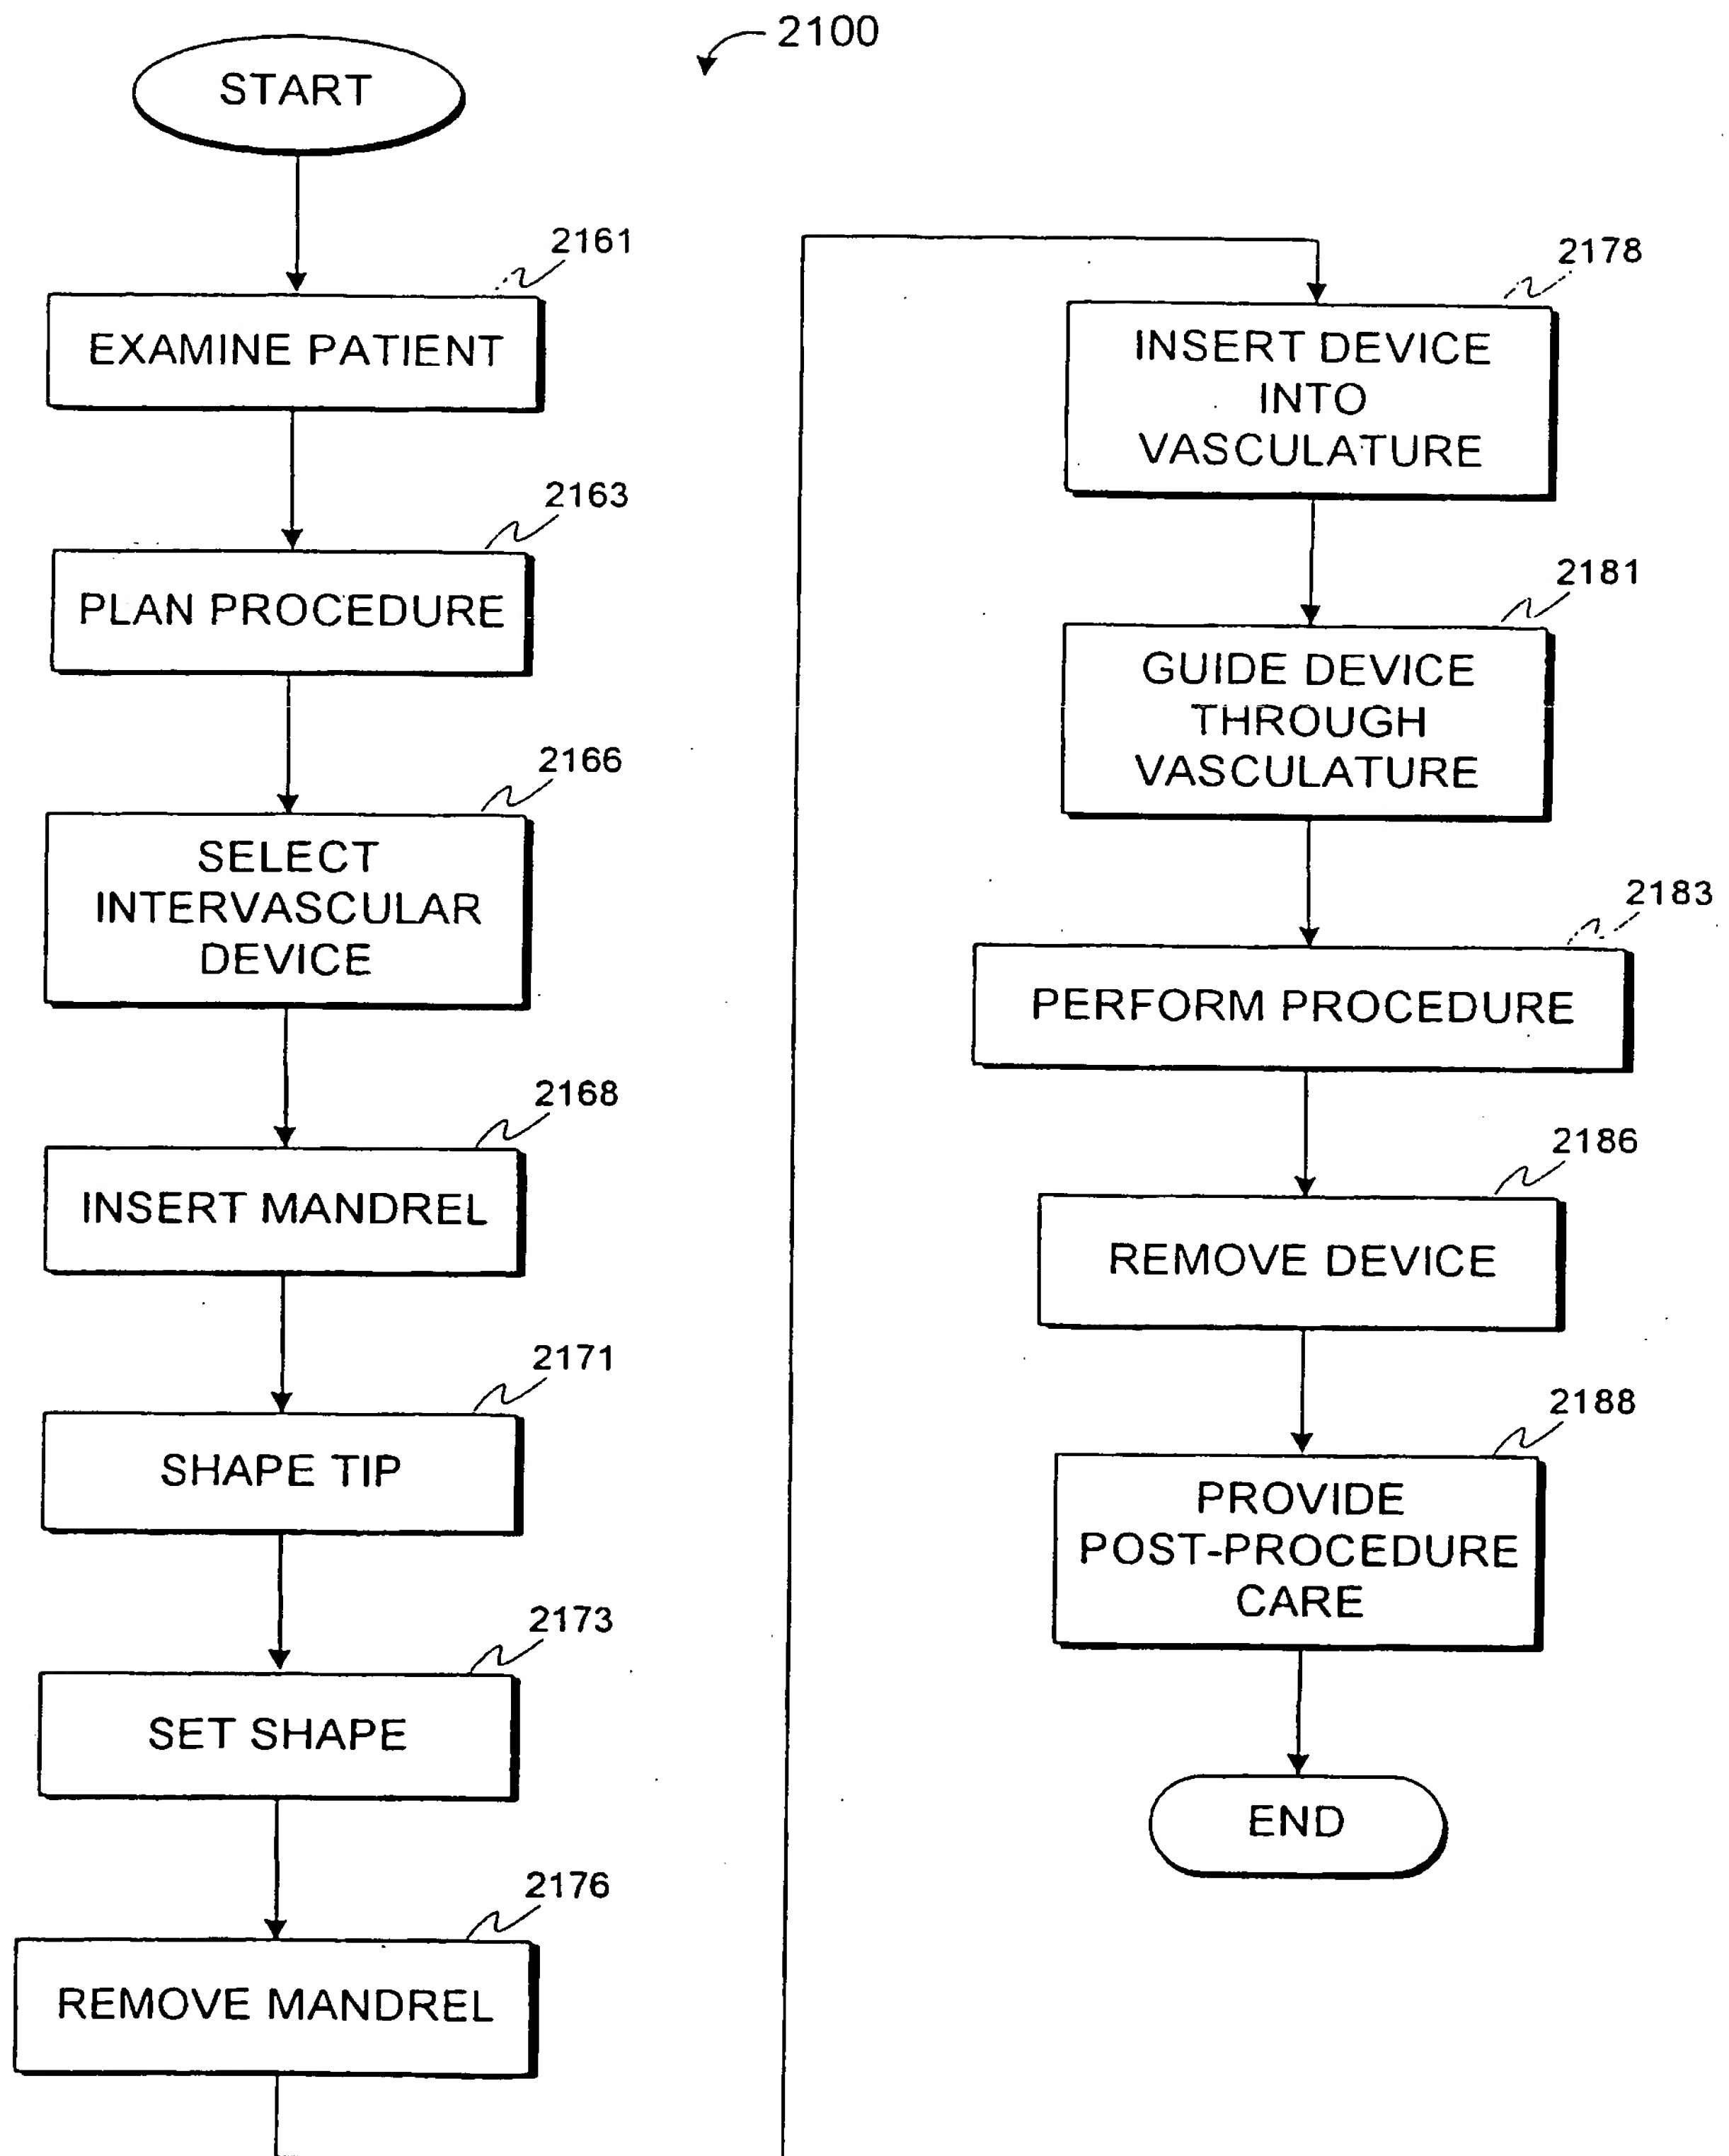 2100
START
2161
EXAMINE PATIENT
2163
PLAN PROCEDURE
2166
SELECT
INTERVASCULAR
DEVICE
2168
INSERT MANDREL
2171
SHAPE TIP
2173
SET SHAPE
2176
REMOVE MANDREL
2178
INSERT DEVICE
INTO
VASCULATURE
2181
GUIDE DEVICE
THROUGH
VASCULATURE
2183
PERFORM PROCEDURE
2186
REMOVE DEVICE
2188
PROVIDE
POST-PROCEDURE
CARE
END